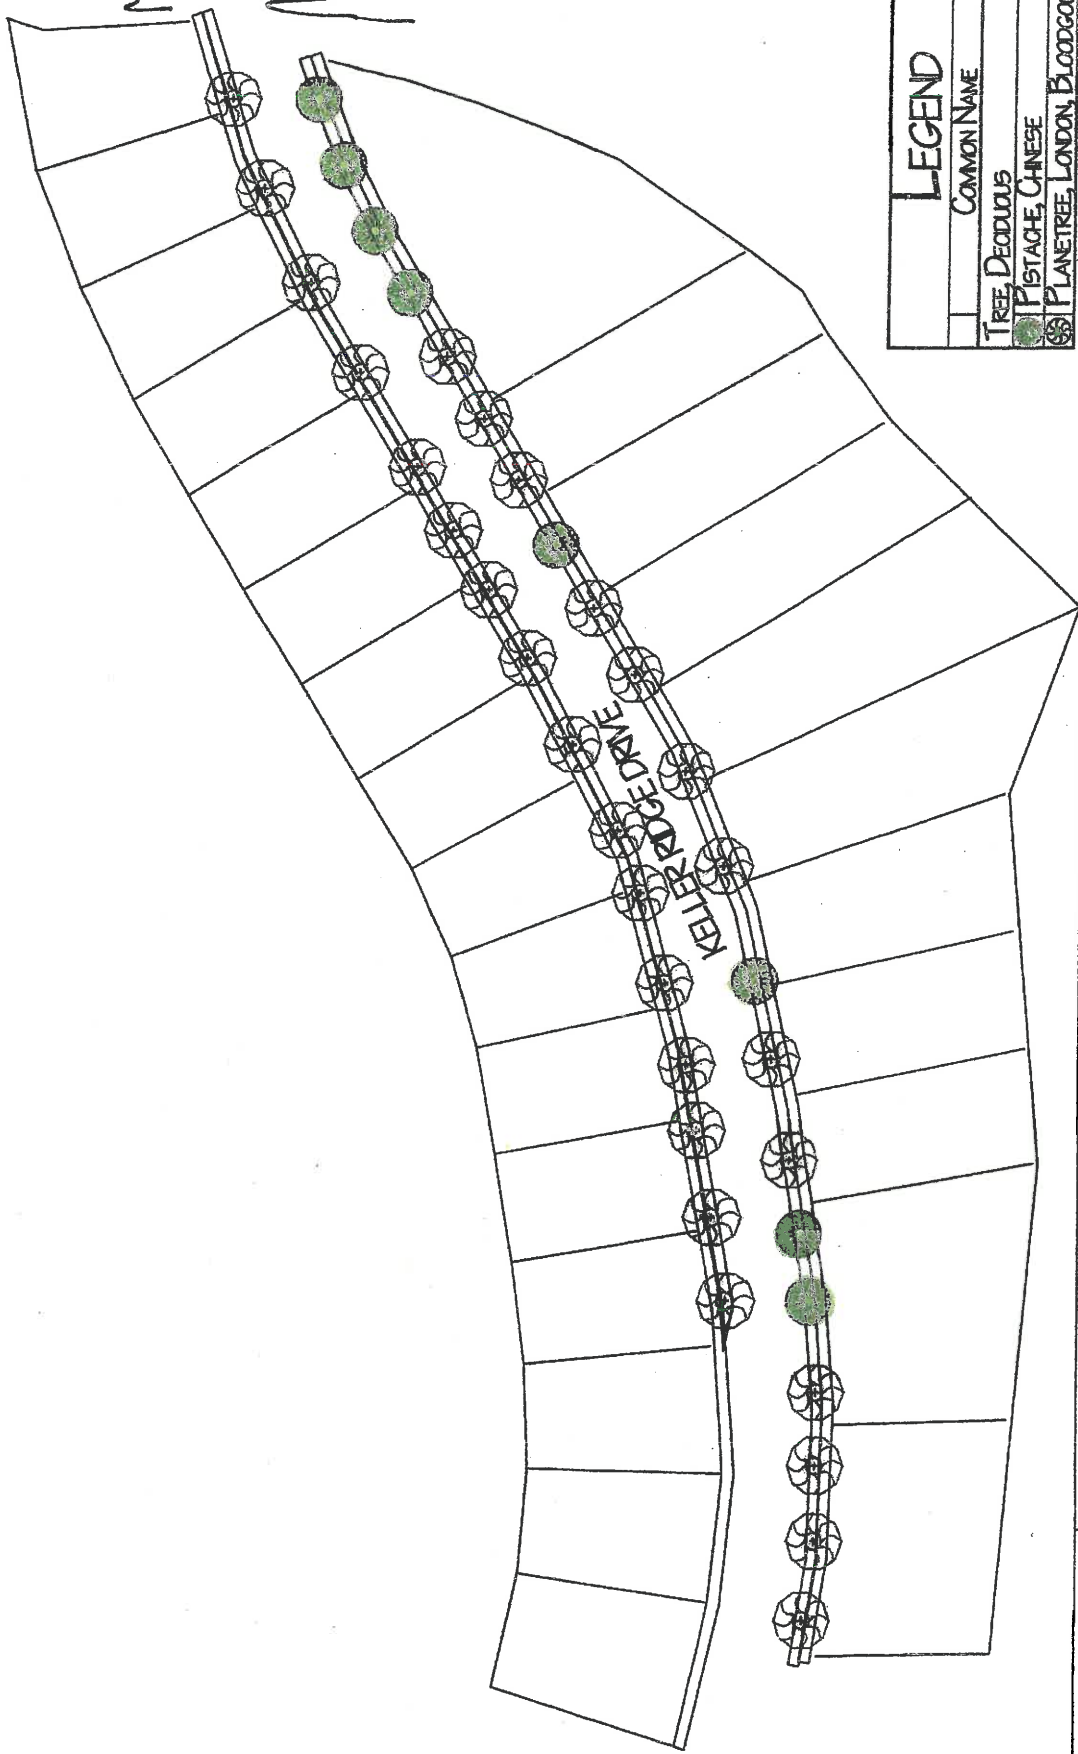 KELLER RIDGE DRIVE
LEGEND
COMMON NAME
TREE, DECIDUOUS
PISTACHE, CHINESE
PLANETREE, LONDON, BLOODGOO